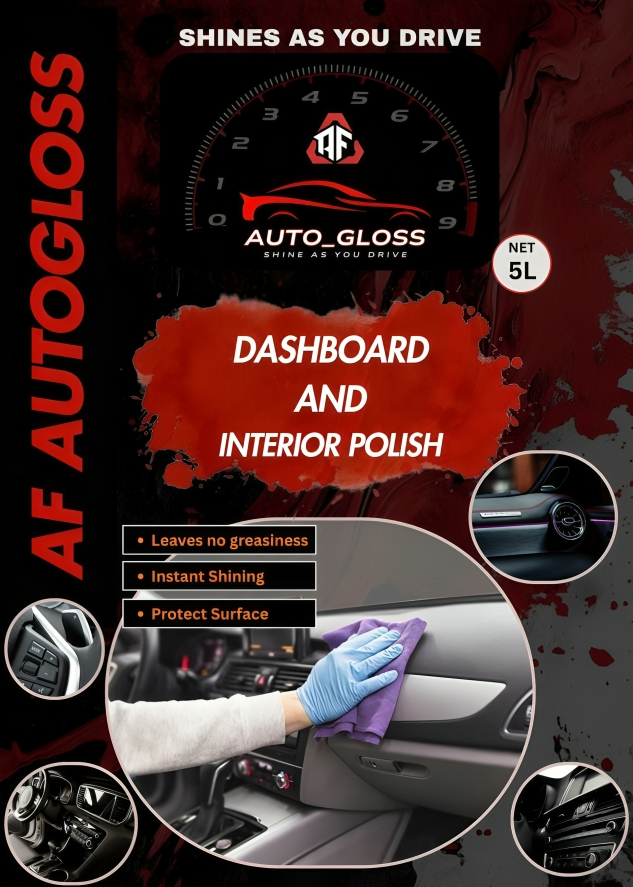 SHINES AS YOU DRIVE
AF AUTOGLOSS
0 1 2 3 4 5 6 7 8 9
AF
AUTO_GLOSS
SHINE AS YOU DRIVE
NET
5L
DASHBOARD
AND
INTERIOR POLISH
• Leaves no greasiness
• Instant Shining
• Protect Surface
MODE